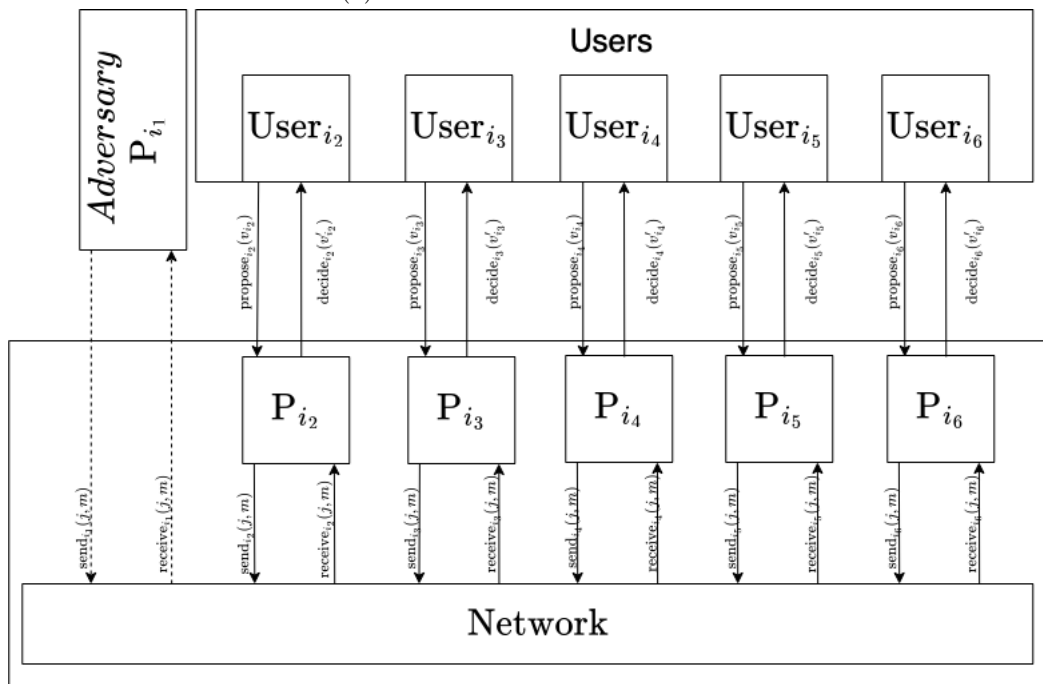 Users
Adversary
P_{i_1}
User_{i_2}
User_{i_3}
User_{i_4}
User_{i_5}
User_{i_6}
propose_{i_2}(v_{i_2})
decide_{i_2}(v'_{i_2})
propose_{i_3}(v_{i_3})
decide_{i_3}(v'_{i_3})
propose_{i_4}(v_{i_4})
decide_{i_4}(v'_{i_4})
propose_{i_5}(v_{i_5})
decide_{i_5}(v'_{i_5})
propose_{i_6}(v_{i_6})
decide_{i_6}(v'_{i_6})
P_{i_2}
P_{i_3}
P_{i_4}
P_{i_5}
P_{i_6}
send_{i_1}(j, m)
receive_{i_1}(j, m)
send_{i_2}(j, m)
receive_{i_2}(j, m)
send_{i_3}(j, m)
receive_{i_3}(j, m)
send_{i_4}(j, m)
receive_{i_4}(j, m)
send_{i_5}(j, m)
receive_{i_5}(j, m)
send_{i_6}(j, m)
receive_{i_6}(j, m)
Network